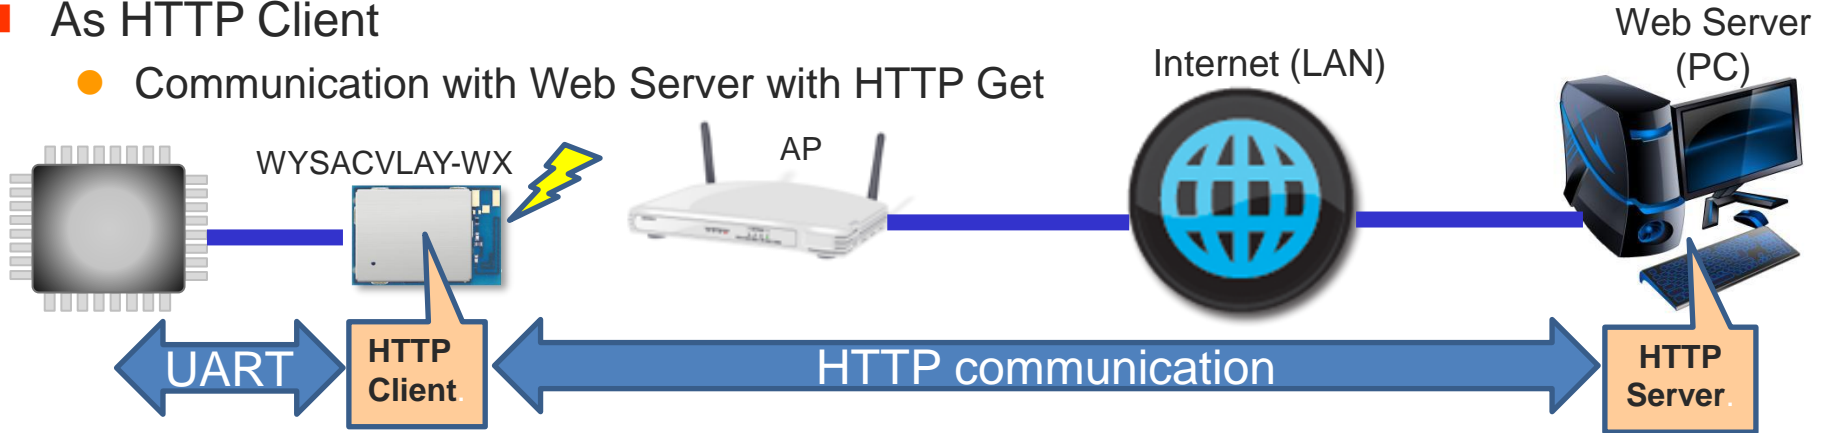 As HTTP Client
Communication with Web Server with HTTP Get
Web Server
(PC)
Internet (LAN)
AP
WYSACVLAY-WX
UART
HTTP
Client.
HTTP communication
HTTP
Server.